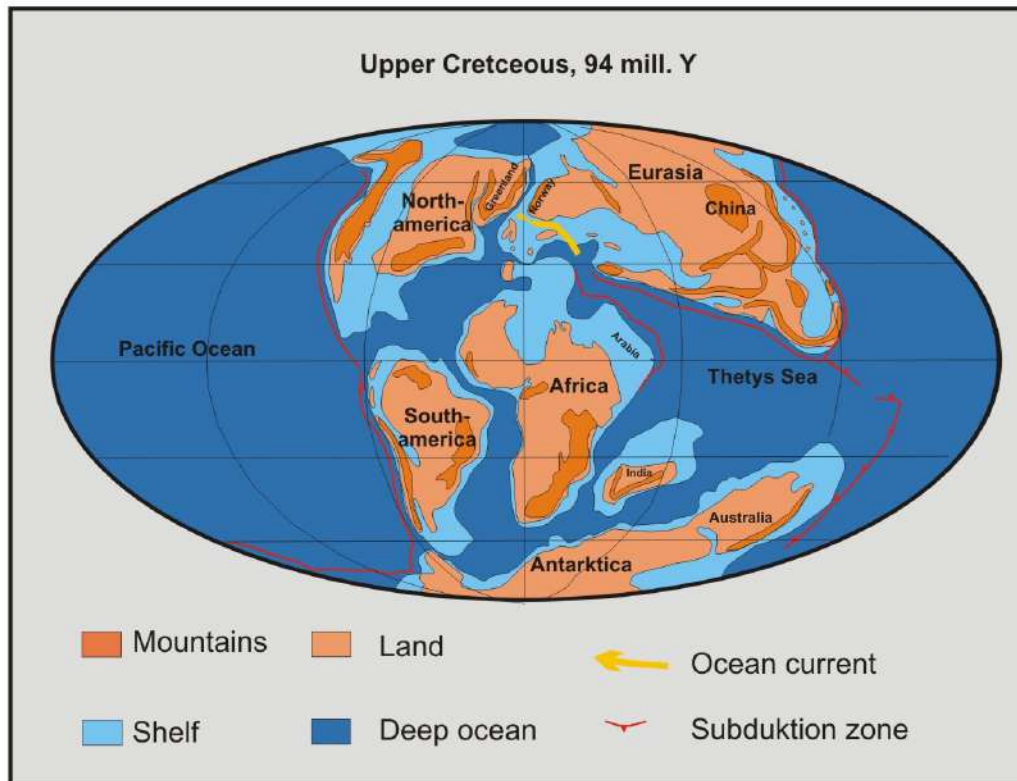 Upper Cretceous, 94 mill. Y
Greenland
Norway
Eurasia
North-
america
China
Pacific Ocean
Arabia
Thetys Sea
Africa
South-
america
India
Australia
Antarktica
Mountains
Land
Ocean current
Shelf
Deep ocean
Subduktion zone